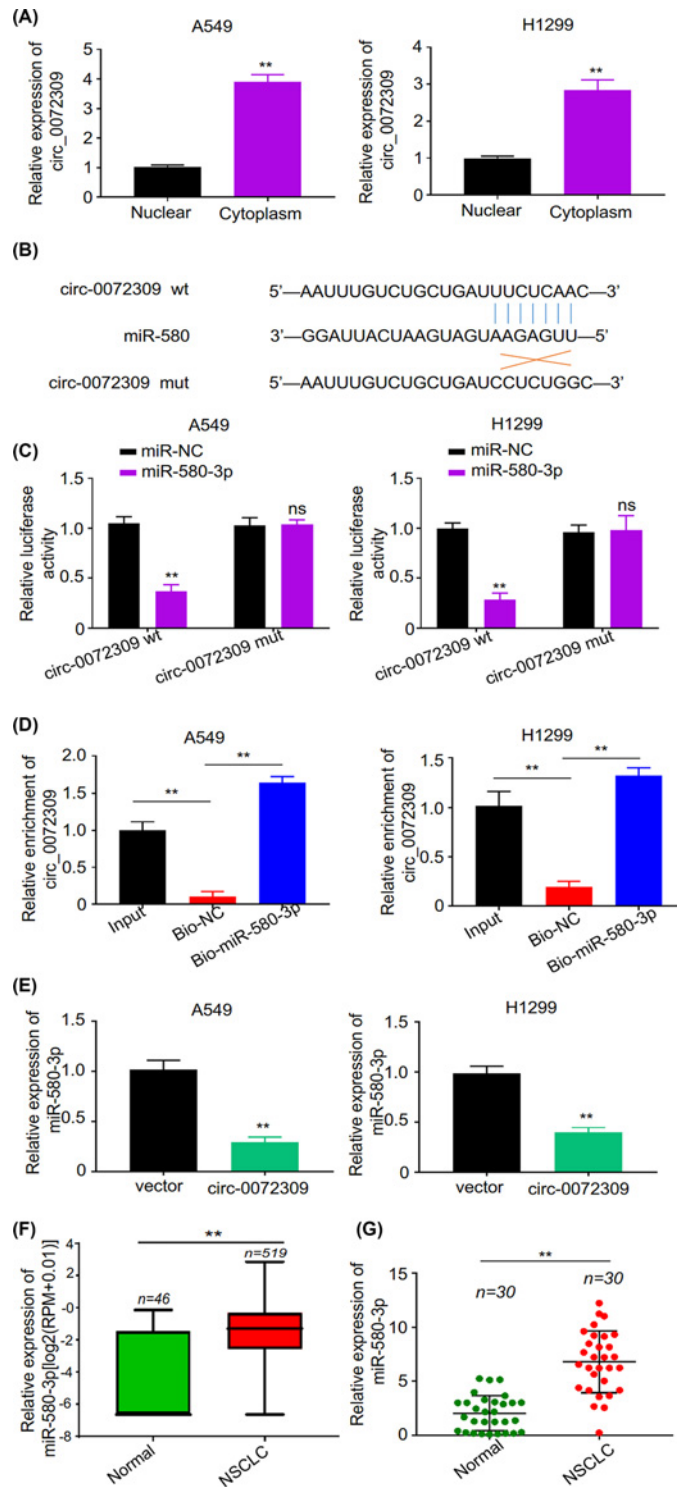 (A)
A549
Relative expression of
circ_0072309
5
4
3
2
1
0
**
Nuclear
Cytoplasm
H1299
Relative expression of
circ_0072309
4
3
2
1
0
**
Nuclear
Cytoplasm
(B)
circ-0072309 wt
5’—AAUUUGUCUGCUGAUUUCUCAAC—3’
miR-580
3’—GGAUUACUAAGUAGUAAGAGUU—5’
circ-0072309 mut
5’—AAUUUGUCUGCUGAUCCUCUGGC—3’
(C)
A549
miR-NC
miR-580-3p
Relative luciferase
activity
1.5
1.0
0.5
0
**
ns
circ-0072309 wt
circ-0072309 mut
H1299
miR-NC
miR-580-3p
Relative luciferase
activity
1.5
1.0
0.5
0
**
ns
circ-0072309 wt
circ-0072309 mut
(D)
A549
Relative enrichment of
circ_0072309
2.0
1.5
1.0
0.5
0
**
**
Input
Bio-NC
Bio-miR-580-3p
H1299
Relative enrichment of
circ_0072309
1.5
1.0
0.5
0
**
**
Input
Bio-NC
Bio-miR-580-3p
(E)
A549
Relative expression of
miR-580-3p
1.5
1.0
0.5
0
**
vector
circ-0072309
H1299
Relative expression of
miR-580-3p
1.5
1.0
0.5
0
**
vector
circ-0072309
(F)
Relative expression of
miR-580-3p[log2(RPM+0.01)]
4
2
-0
-2
-4
-6
-8
**
n=46
n=519
Normal
NSCLC
(G)
Relative expression of
miR-580-3p
15
10
5
0
**
n=30
n=30
Normal
NSCLC